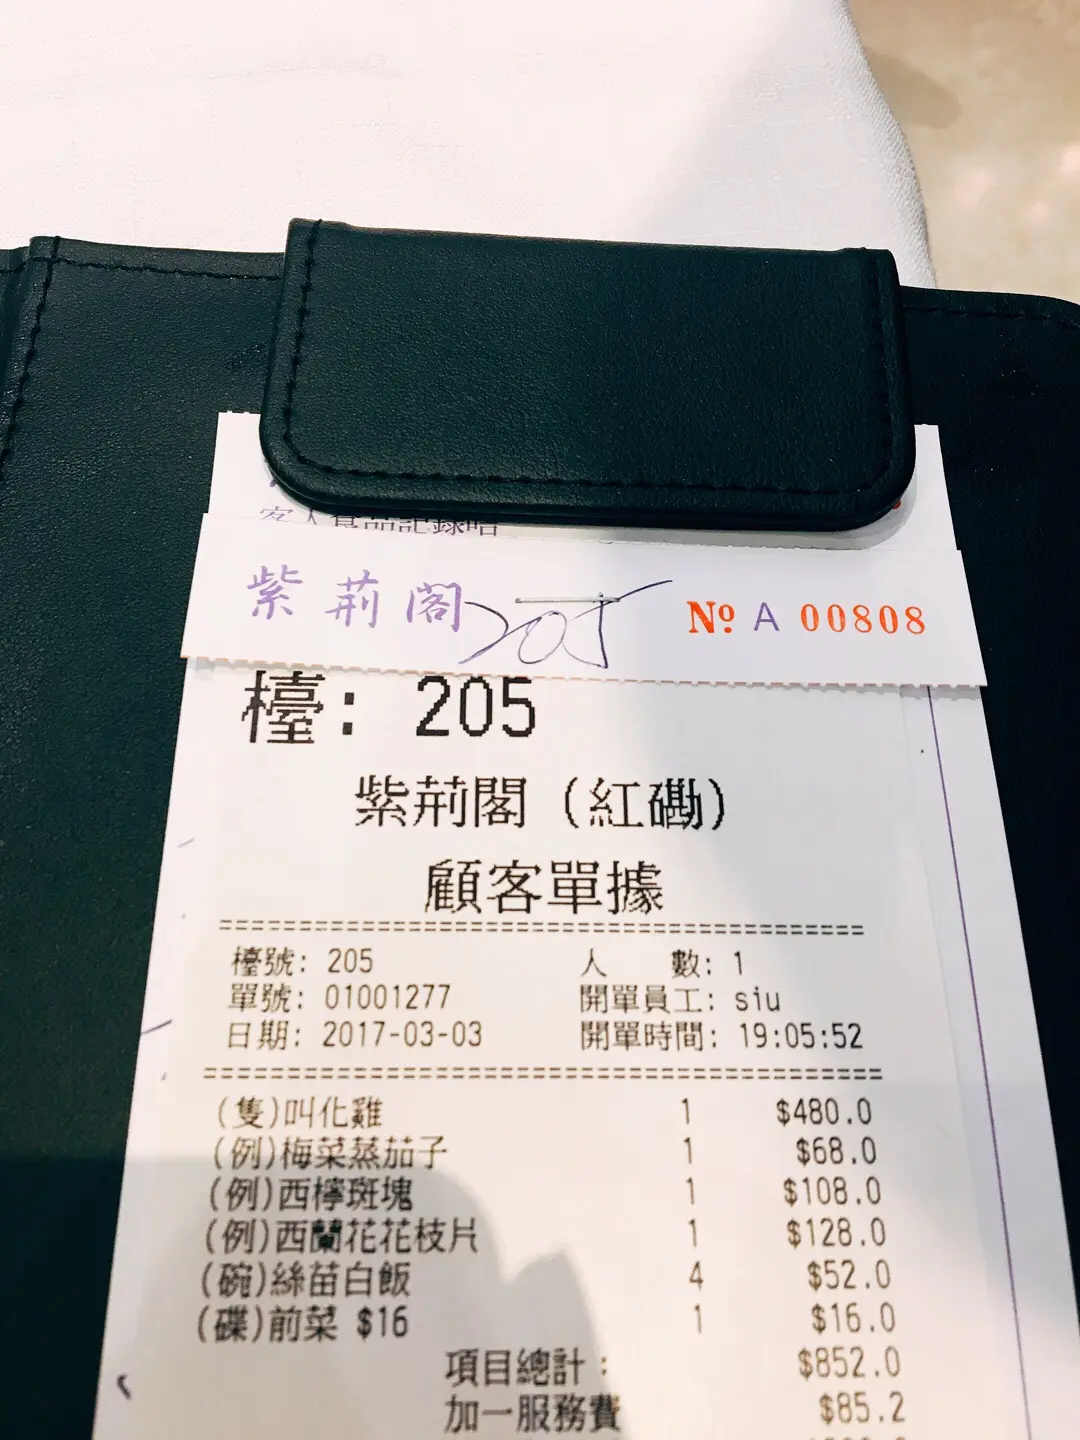 紫荊閣 205 Nº A 00808
檯: 205
紫荊閣 (紅磡)
顧客單據
檯號: 205 人 數: 1
單號: 01001277 開單員工: siu
日期: 2017-03-03 開單時間: 19:05:52
(隻)叫化雞 1 $480.0
(例)梅菜蒸茄子 1 $68.0
(例)西檸斑塊 1 $108.0
(例)西蘭花花枝片 1 $128.0
(碗)絲苗白飯 4 $52.0
(碟)前菜 $16 1 $16.0
項目總計: $852.0
加一服務費 $85.2